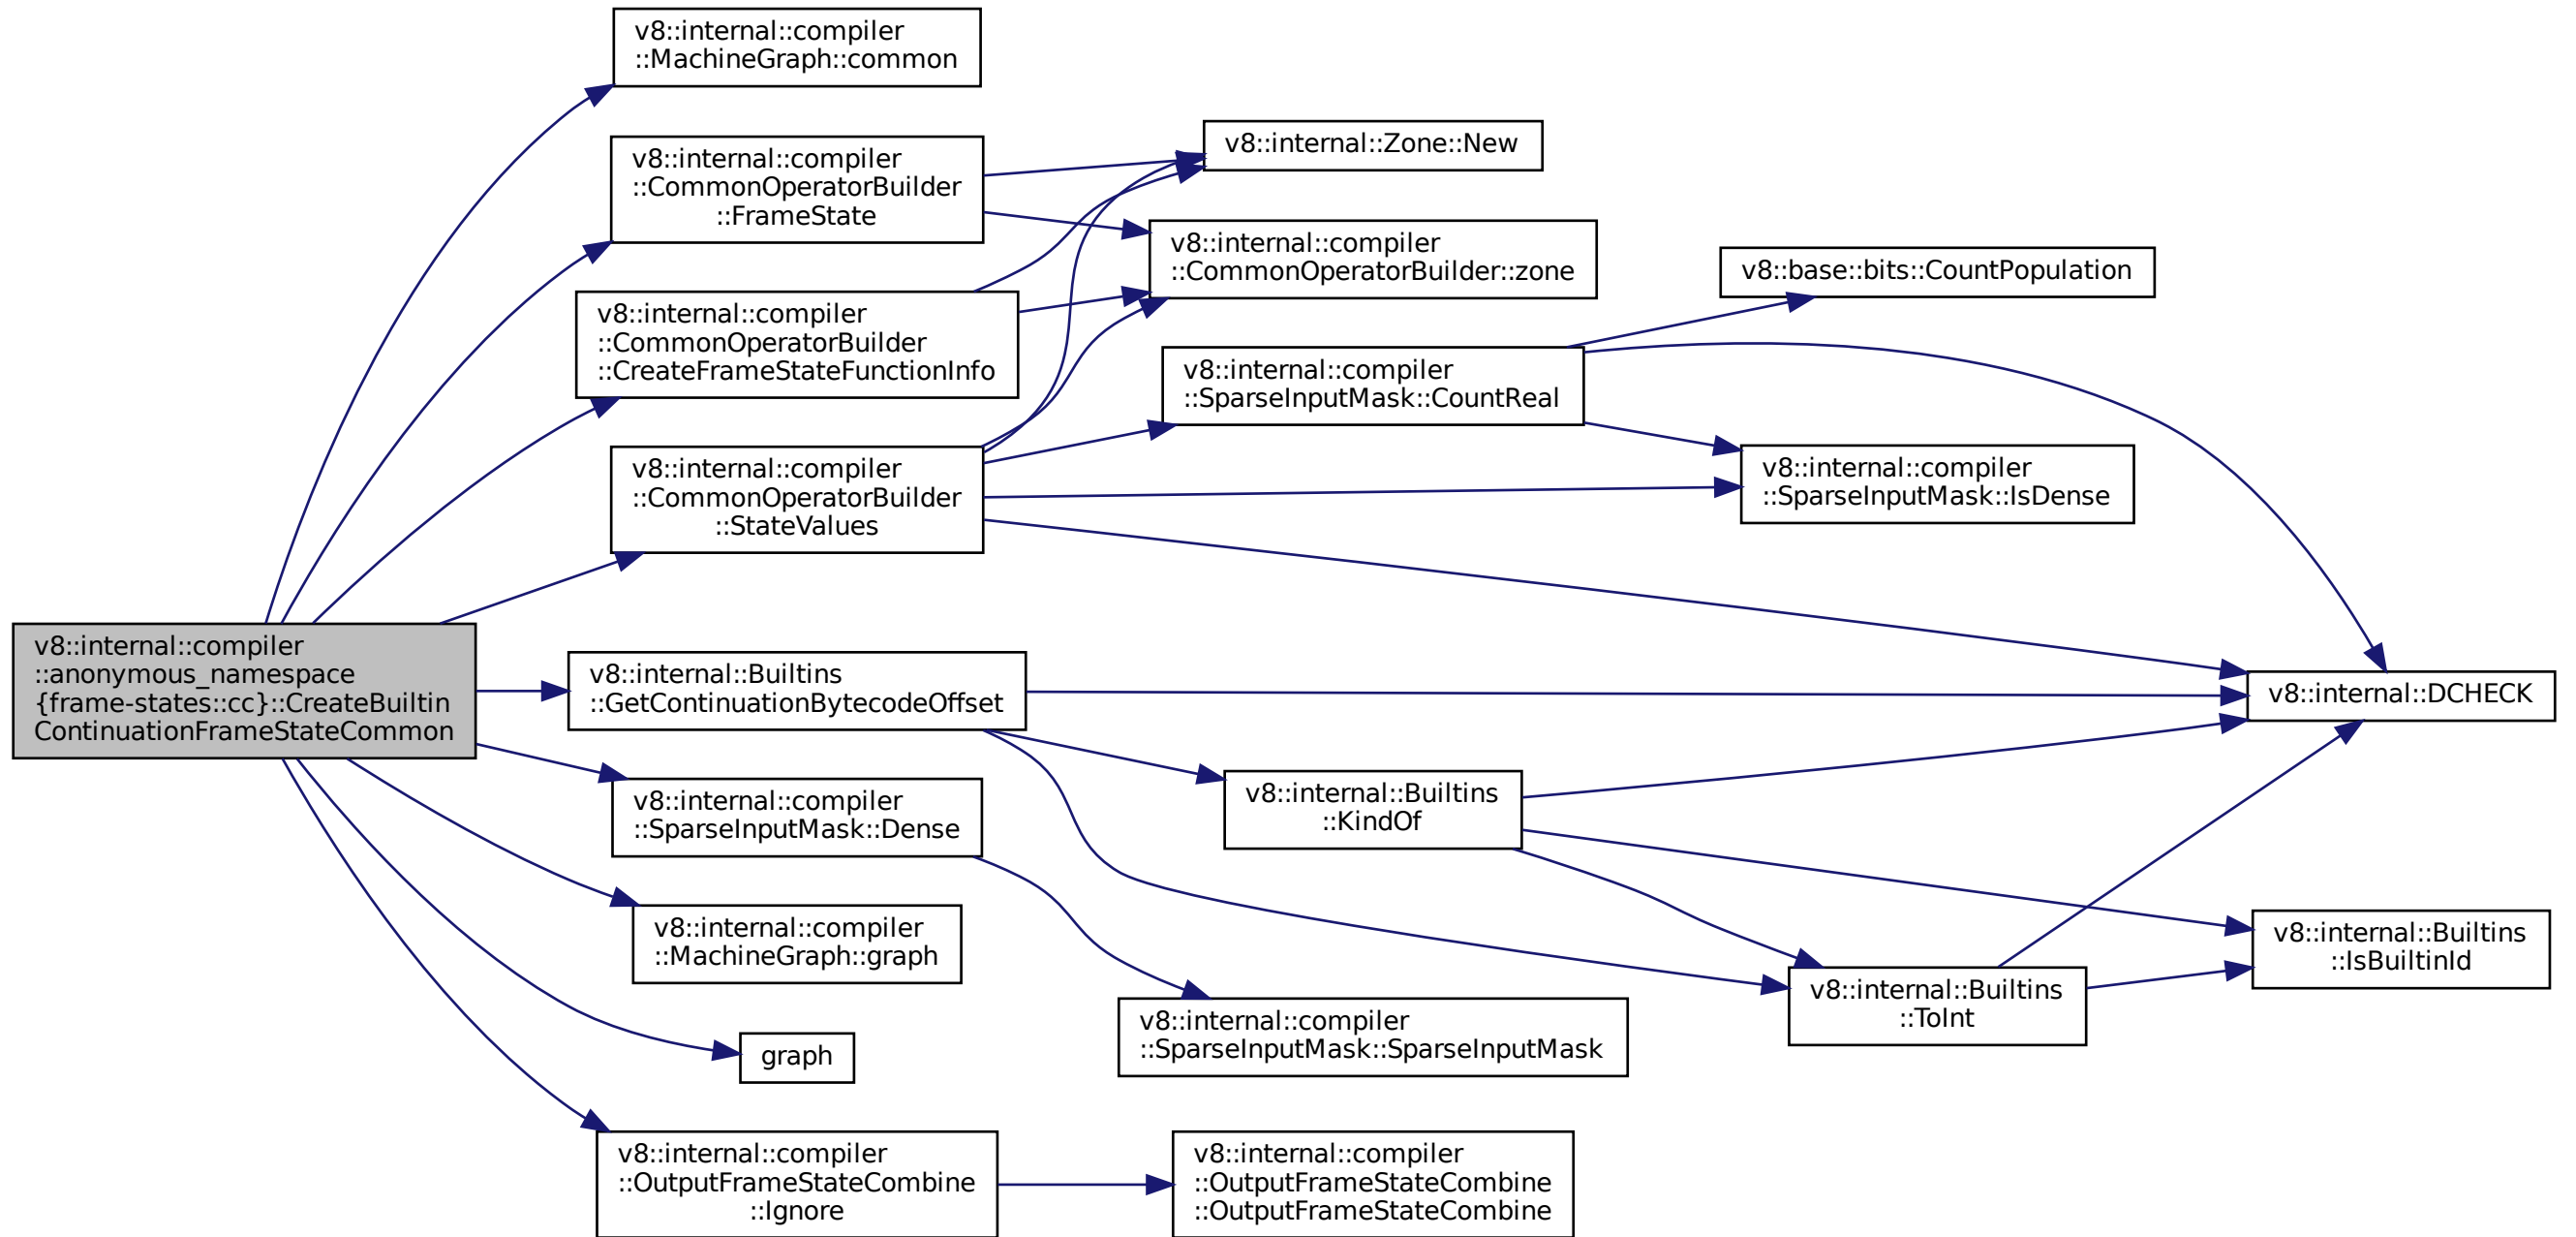 v8::internal::compiler
::MachineGraph::common
v8::internal::compiler
::CommonOperatorBuilder
::FrameState
v8::internal::Zone::New
v8::internal::compiler
::CommonOperatorBuilder::zone
v8::internal::compiler
::CommonOperatorBuilder
::CreateFrameStateFunctionInfo
v8::base::bits::CountPopulation
v8::internal::compiler
::SparseInputMask::CountReal
v8::internal::compiler
::CommonOperatorBuilder
::StateValues
v8::internal::compiler
::SparseInputMask::IsDense
v8::internal::compiler
::anonymous_namespace
{frame-states::cc}::CreateBuiltin
ContinuationFrameStateCommon
v8::internal::Builtins
::GetContinuationBytecodeOffset
v8::internal::DCHECK
v8::internal::compiler
::SparseInputMask::Dense
v8::internal::Builtins
::KindOf
v8::internal::compiler
::MachineGraph::graph
v8::internal::Builtins
::IsBuiltinId
v8::internal::Builtins
::ToInt
v8::internal::compiler
::SparseInputMask::SparseInputMask
graph
v8::internal::compiler
::OutputFrameStateCombine
::Ignore
v8::internal::compiler
::OutputFrameStateCombine
::OutputFrameStateCombine